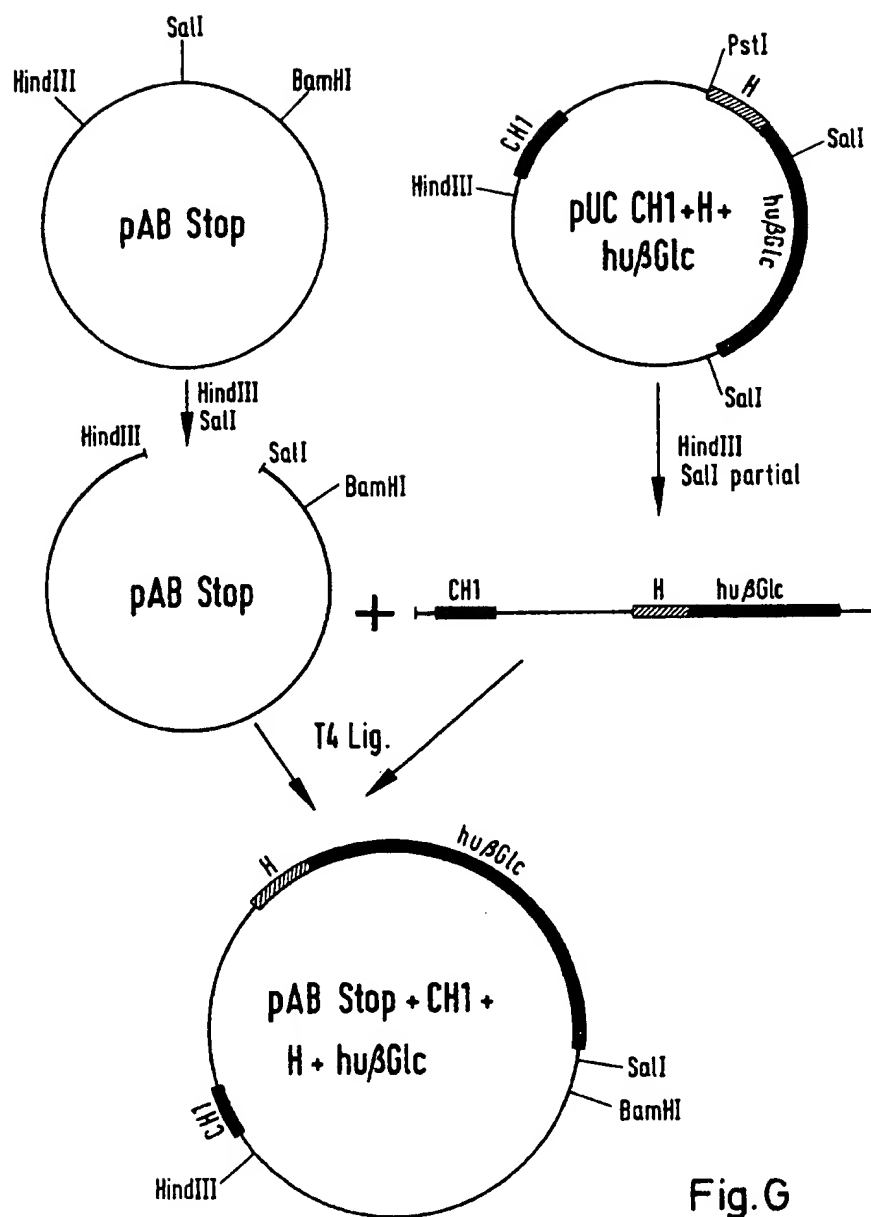 SalI
HindIII
BamHI
pAB Stop
PstI
H
CH1
SalI
HindIII
pUC CH1+H+
huβGlc
huβGlc
SalI
HindIII
SalI
HindIII
SalI partial
HindIII
SalI
BamHI
pAB Stop
+
CH1
H
huβGlc
T4 Lig.
H
huβGlc
pAB Stop + CH1 +
H + huβGlc
SalI
BamHI
CH1
HindIII
Fig.G